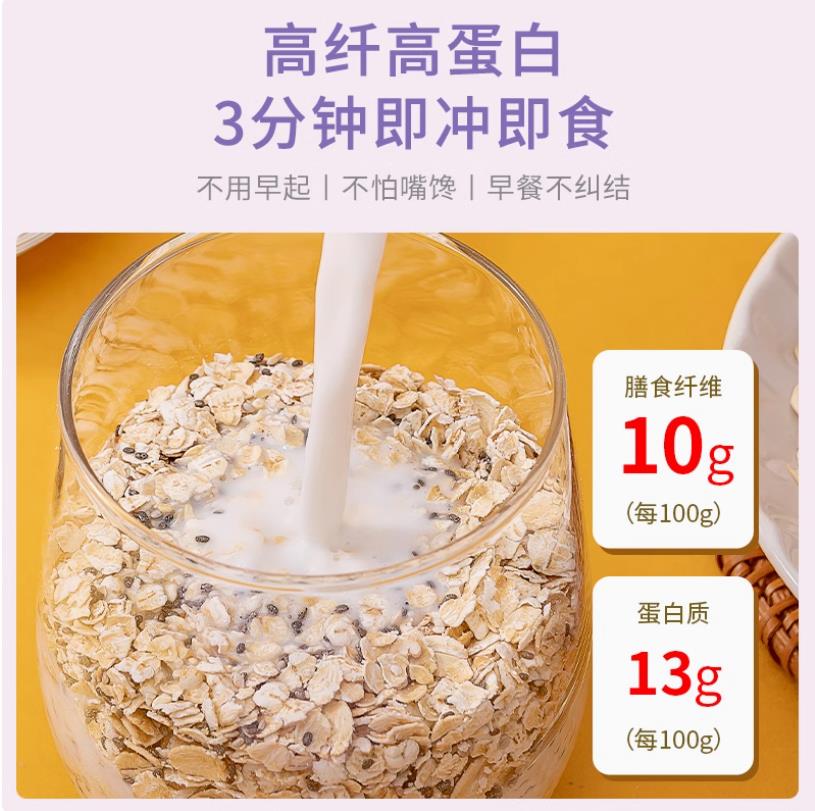 高纤高蛋白
3分钟即冲即食
不用早起丨不怕嘴馋丨早餐不纠结
膳食纤维
10g
（每100g）
蛋白质
13g
（每100g）